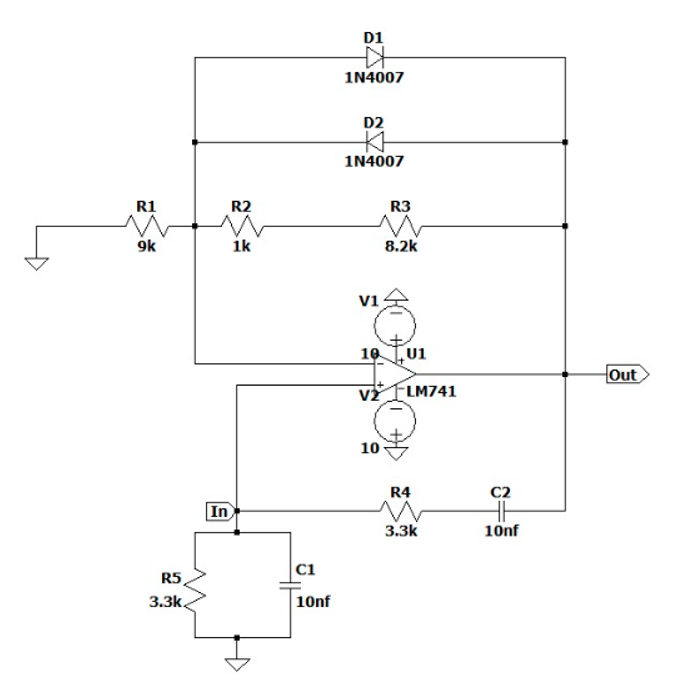 D1
1N4007
D2
1N4007
R1
9k
R2
1k
R3
8.2k
V1
10
U1
LM741
V2
10
Out
In
R4
3.3k
C2
10nf
R5
3.3k
C1
10nf